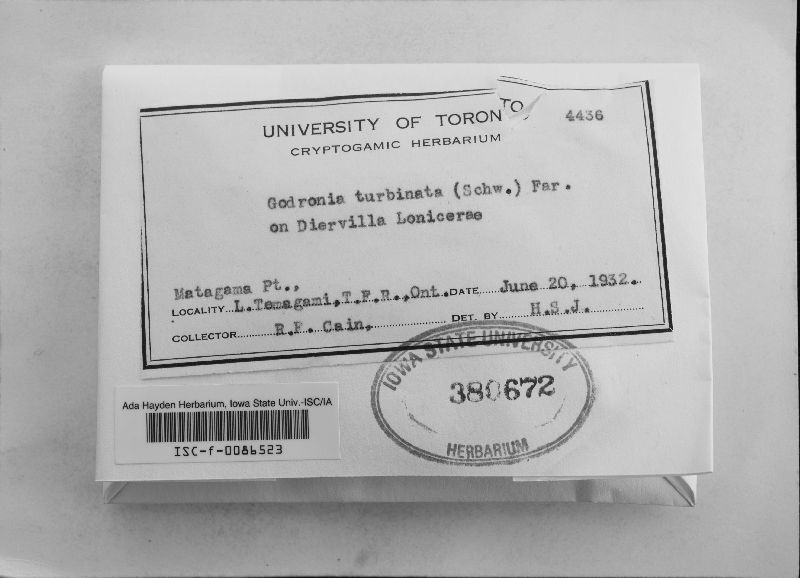 UNIVERSITY OF TORONTO
4436
CRYPTOGAMIC HERBARIUM
Godronia turbinata (Schw.) Far.
on Diervilla Lonicerae
Matagama Pt.,
LOCALITY L.Temagami,T.F.R.,Ont. DATE June 20, 1932.
COLLECTOR R.F. Cain, DET. BY H.S.J.
IOWA STATE UNIVERSITY
380672
HERBARIUM
Ada Hayden Herbarium, Iowa State Univ.-ISC/IA
ISC-f-0086523